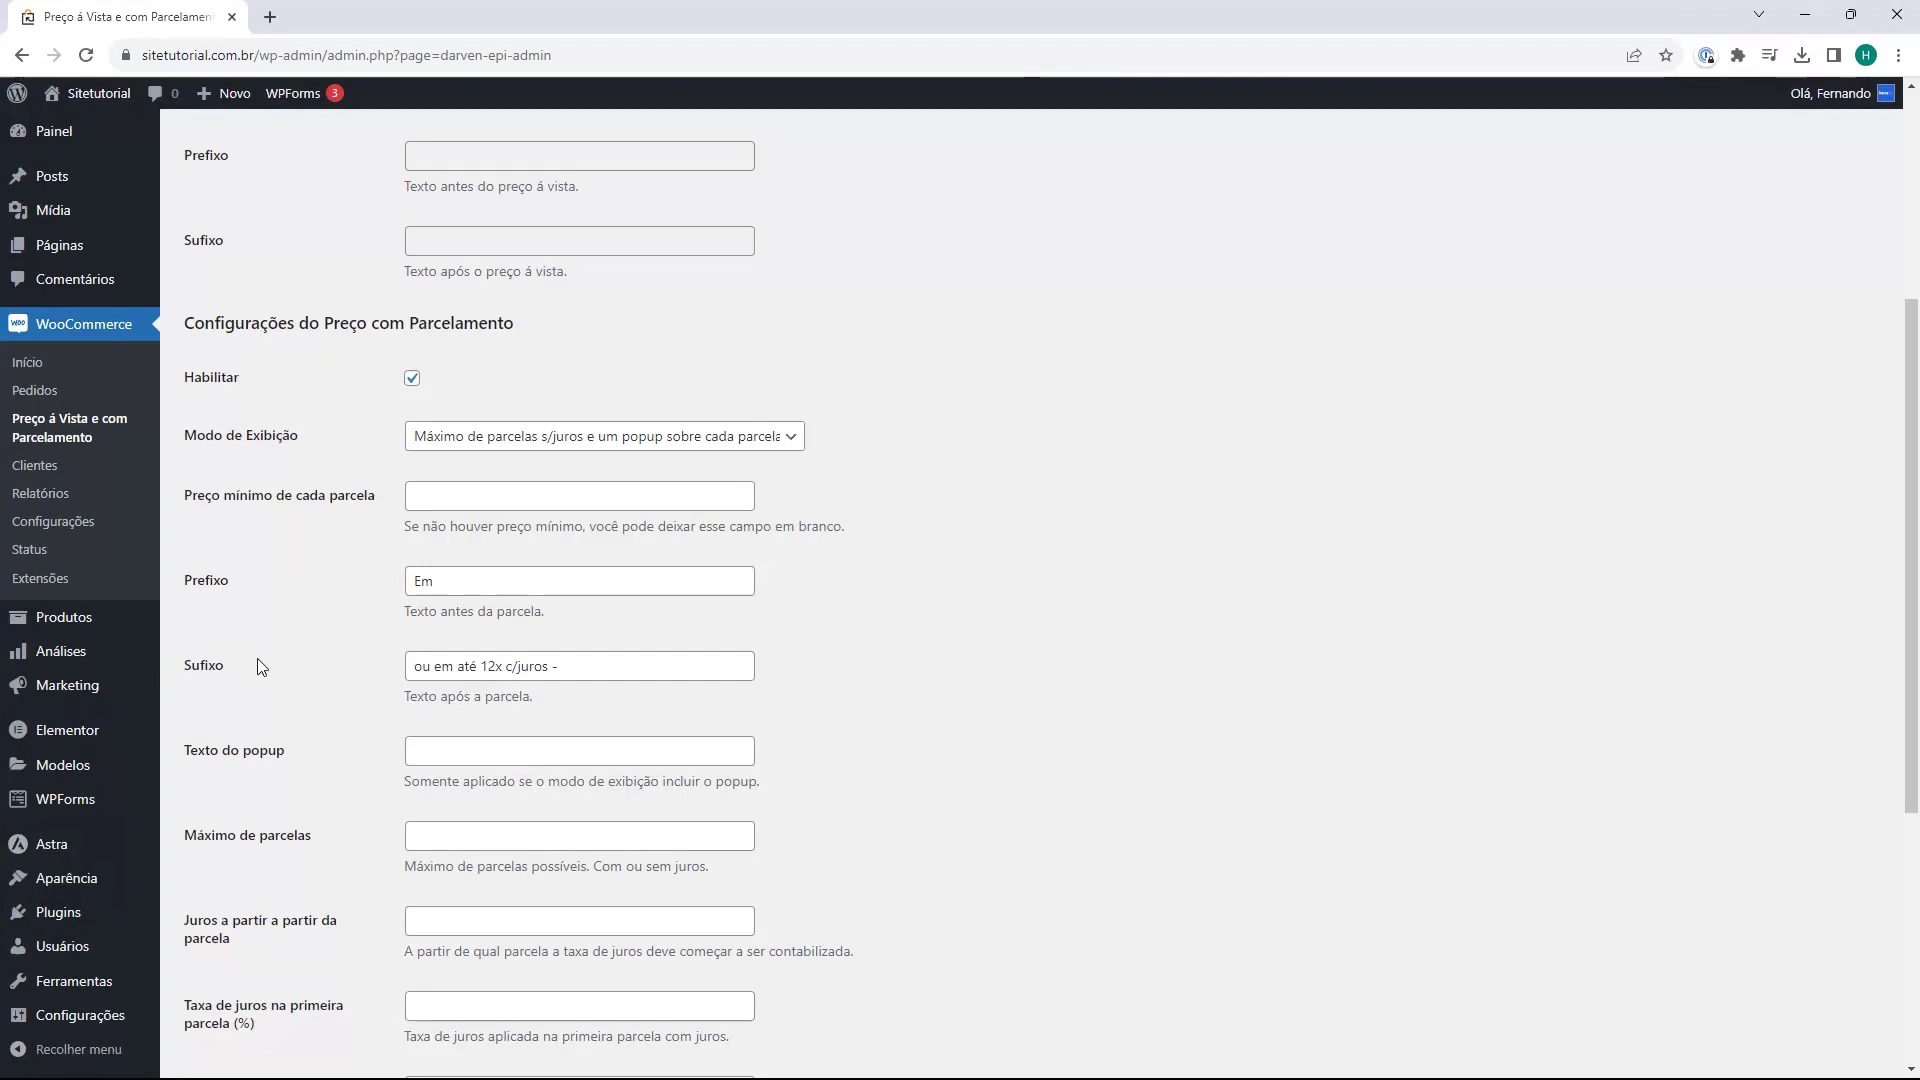 Preço á Vista e com Parcelamen
sitetutorial.com.br/wp-admin/admin.php?page=darven-epi-admin
H
Sitetutorial
0
Novo
WPForms
3
Olá, Fernando
Painel
Posts
Mídia
Páginas
Comentários
WooCommerce
Início
Pedidos
Preço á Vista e com
Parcelamento
Clientes
Relatórios
Configurações
Status
Extensões
Produtos
Análises
Marketing
Elementor
Modelos
WPForms
Astra
Aparência
Plugins
Usuários
Ferramentas
Configurações
Recolher menu
Prefixo
Texto antes do preço á vista.
Sufixo
Texto após o preço á vista.
Configurações do Preço com Parcelamento
Habilitar
Modo de Exibição
Máximo de parcelas s/juros e um popup sobre cada parcela
Preço mínimo de cada parcela
Se não houver preço mínimo, você pode deixar esse campo em branco.
Prefixo
Em
Texto antes da parcela.
Sufixo
ou em até 12x c/juros -
Texto após a parcela.
Texto do popup
Somente aplicado se o modo de exibição incluir o popup.
Máximo de parcelas
Máximo de parcelas possíveis. Com ou sem juros.
Juros a partir a partir da
parcela
A partir de qual parcela a taxa de juros deve começar a ser contabilizada.
Taxa de juros na primeira
parcela (%)
Taxa de juros aplicada na primeira parcela com juros.